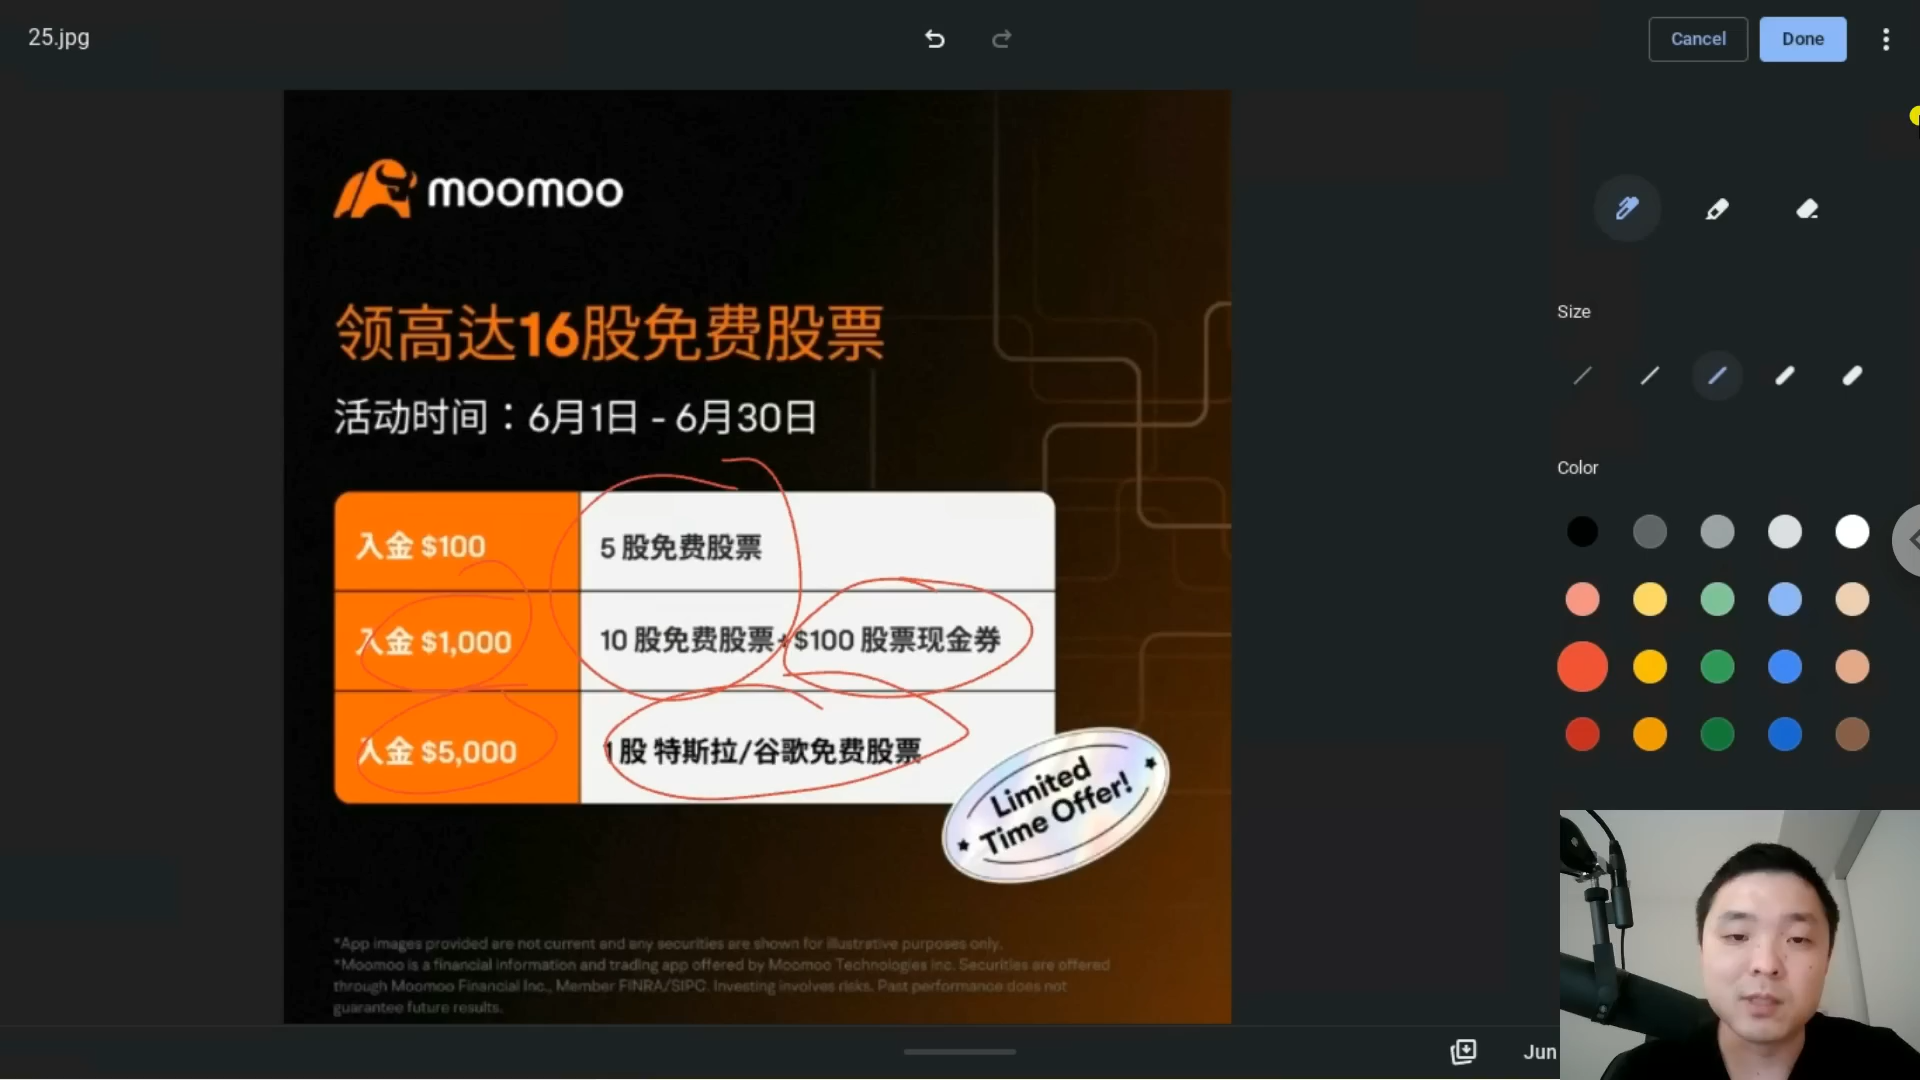 25.jpg
Cancel
Done
moomoo
领高达16股免费股票
活动时间：6月1日 - 6月30日
入金 $100
5 股免费股票
入金 $1,000
10 股免费股票+$100 股票现金券
入金 $5,000
1 股 特斯拉/谷歌免费股票
Limited
Time Offer!
*App images provided are not current and any securities are shown for illustrative purposes only.
*Moomoo is a financial information and trading app offered by Moomoo Technologies Inc. Securities are offered
through Moomoo Financial Inc., Member FINRA/SIPC. Investing involves risks. Past performance does not
guarantee future results.
Size
Color
Jun